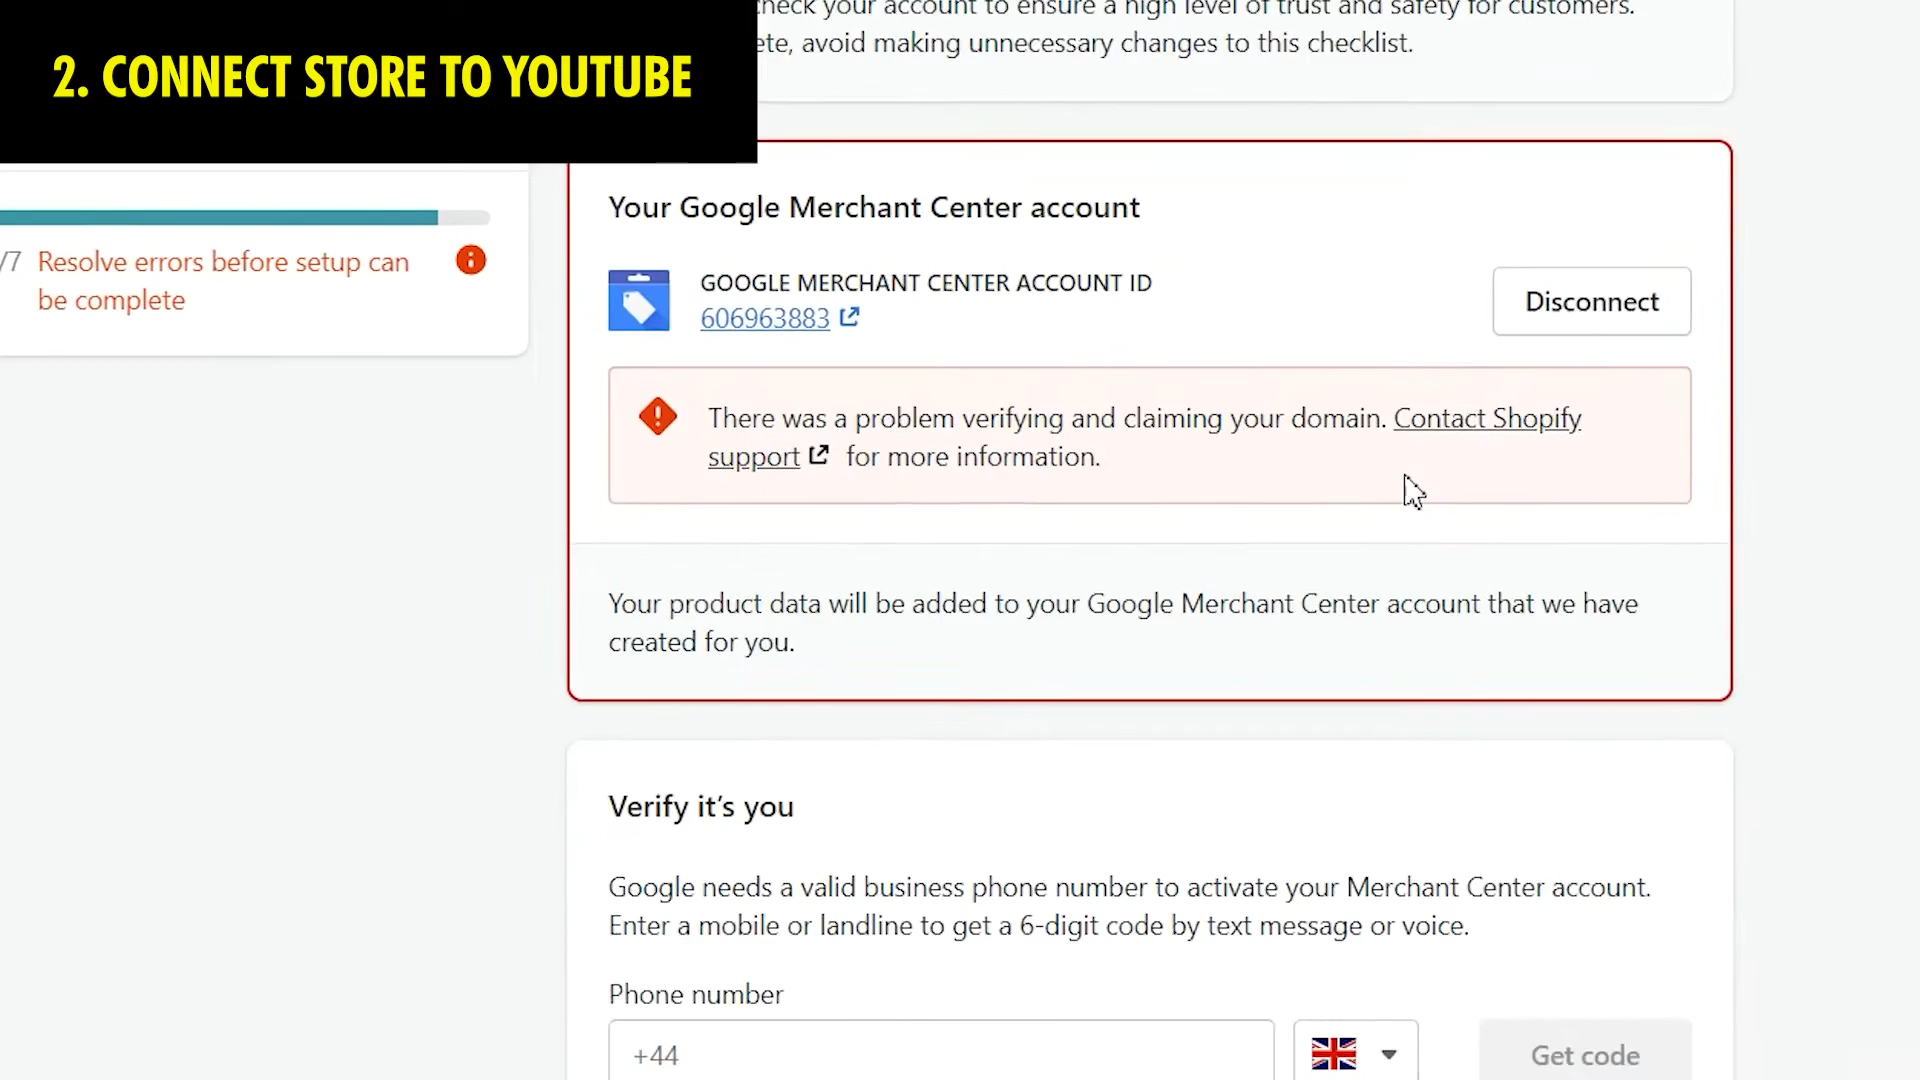 2. CONNECT STORE TO YOUTUBE
check your account to ensure a high level of trust and safety for customers.
ete, avoid making unnecessary changes to this checklist.
/7 Resolve errors before setup can
be complete
Your Google Merchant Center account
GOOGLE MERCHANT CENTER ACCOUNT ID
606963883
Disconnect
There was a problem verifying and claiming your domain. Contact Shopify
support for more information.
Your product data will be added to your Google Merchant Center account that we have
created for you.
Verify it's you
Google needs a valid business phone number to activate your Merchant Center account.
Enter a mobile or landline to get a 6-digit code by text message or voice.
Phone number
+44
Get code